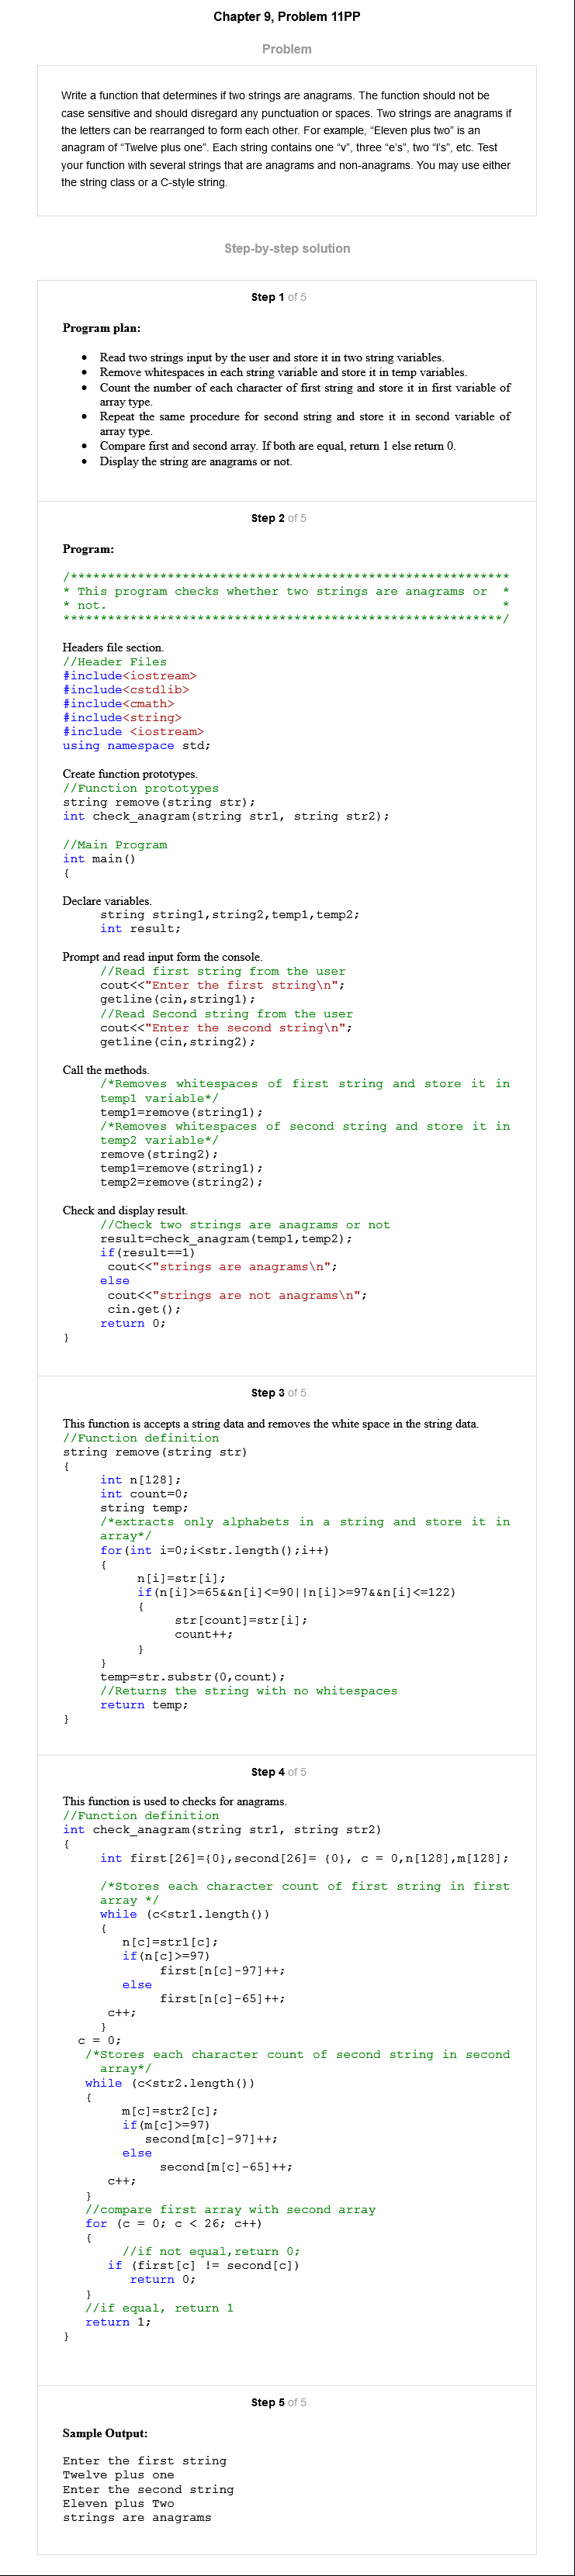 Chapter 9, Problem 11PP
Problem
Write a function that determines if two strings are anagrams. The function should not be
case sensitive and should disregard any punctuation or spaces. Two strings are anagrams if
the letters can be rearranged to form each other. For example, “Eleven plus two” is an
anagram of “Twelve plus one”. Each string contains one “v”, three “e’s”, two “l’s”, etc. Test
your function with several strings that are anagrams and non-anagrams. You may use either
the string class or a C-style string.
Step-by-step solution
Step 1 of 5
Program plan:
• Read two strings input by the user and store it in two string variables.
• Remove whitespaces in each string variable and store it in temp variables.
• Count the number of each character of first string and store it in first variable of
array type.
• Repeat the same procedure for second string and store it in second variable of
array type.
• Compare first and second array. If both are equal, return 1 else return 0.
• Display the string are anagrams or not.
Step 2 of 5
Program:
/***********************************************************
* This program checks whether two strings are anagrams or *
* not. *
***********************************************************/
Headers file section.
//Header Files
#include<iostream>
#include<cstdlib>
#include<cmath>
#include<string>
#include <iostream>
using namespace std;
Create function prototypes.
//Function prototypes
string remove(string str);
int check_anagram(string str1, string str2);
//Main Program
int main()
{
Declare variables.
string string1,string2,temp1,temp2;
int result;
Prompt and read input form the console.
//Read first string from the user
cout<<"Enter the first string\n";
getline(cin,string1);
//Read Second string from the user
cout<<"Enter the second string\n";
getline(cin,string2);
Call the methods.
/*Removes whitespaces of first string and store it in
temp1 variable*/
temp1=remove(string1);
/*Removes whitespaces of second string and store it in
temp2 variable*/
remove(string2);
temp1=remove(string1);
temp2=remove(string2);
Check and display result.
//Check two strings are anagrams or not
result=check_anagram(temp1,temp2);
if(result==1)
cout<<"strings are anagrams\n";
else
cout<<"strings are not anagrams\n";
cin.get();
return 0;
}
Step 3 of 5
This function is accepts a string data and removes the white space in the string data.
//Function definition
string remove(string str)
{
int n[128];
int count=0;
string temp;
/*extracts only alphabets in a string and store it in
array*/
for(int i=0;i<str.length();i++)
{
n[i]=str[i];
if(n[i]>=65&&n[i]<=90||n[i]>=97&&n[i]<=122)
{
str[count]=str[i];
count++;
}
}
temp=str.substr(0,count);
//Returns the string with no whitespaces
return temp;
}
Step 4 of 5
This function is used to checks for anagrams.
//Function definition
int check_anagram(string str1, string str2)
{
int first[26]={0},second[26]= {0}, c = 0,n[128],m[128];
/*Stores each character count of first string in first
array */
while (c<str1.length())
{
n[c]=str1[c];
if(n[c]>=97)
first[n[c]-97]++;
else
first[n[c]-65]++;
c++;
}
c = 0;
/*Stores each character count of second string in second
array*/
while (c<str2.length())
{
m[c]=str2[c];
if(m[c]>=97)
second[m[c]-97]++;
else
second[m[c]-65]++;
c++;
}
//compare first array with second array
for (c = 0; c < 26; c++)
{
//if not equal,return 0;
if (first[c] != second[c])
return 0;
}
//if equal, return 1
return 1;
}
Step 5 of 5
Sample Output:
Enter the first string
Twelve plus one
Enter the second string
Eleven plus Two
strings are anagrams